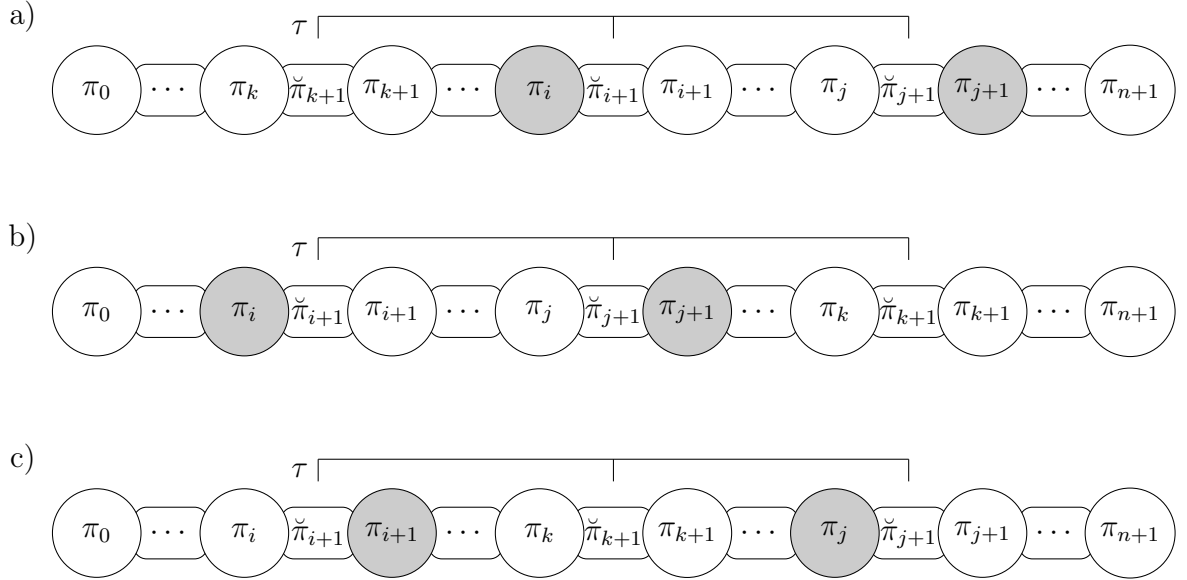 a)
τ
π₀ ⋯ πₖ π̆ₖ₊₁ πₖ₊₁ ⋯ πᵢ π̆ᵢ₊₁ πᵢ₊₁ ⋯ πⱼ π̆ⱼ₊₁ πⱼ₊₁ ⋯ πₙ₊₁
b)
τ
π₀ ⋯ πᵢ π̆ᵢ₊₁ πᵢ₊₁ ⋯ πⱼ π̆ⱼ₊₁ πⱼ₊₁ ⋯ πₖ π̆ₖ₊₁ πₖ₊₁ ⋯ πₙ₊₁
c)
τ
π₀ ⋯ πᵢ π̆ᵢ₊₁ πᵢ₊₁ ⋯ πₖ π̆ₖ₊₁ πₖ₊₁ ⋯ πⱼ π̆ⱼ₊₁ πⱼ₊₁ ⋯ πₙ₊₁